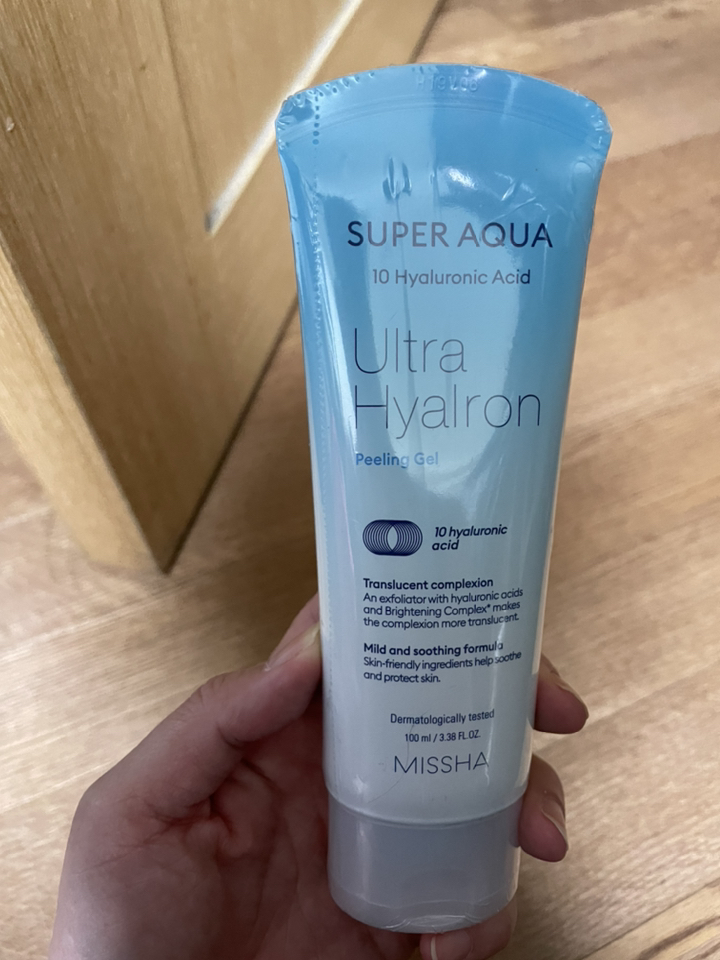 SUPER AQUA
10 Hyaluronic Acid
Ultra
Hyalron
Peeling Gel
10 hyaluronic
acid
Translucent complexion
An exfoliator with hyaluronic acids
and Brightening Complex* makes
the complexion more translucent.
Mild and soothing formula
Skin-friendly ingredients help soothe
and protect skin.
Dermatologically tested
100 ml / 3.38 FL.OZ.
MISSHA